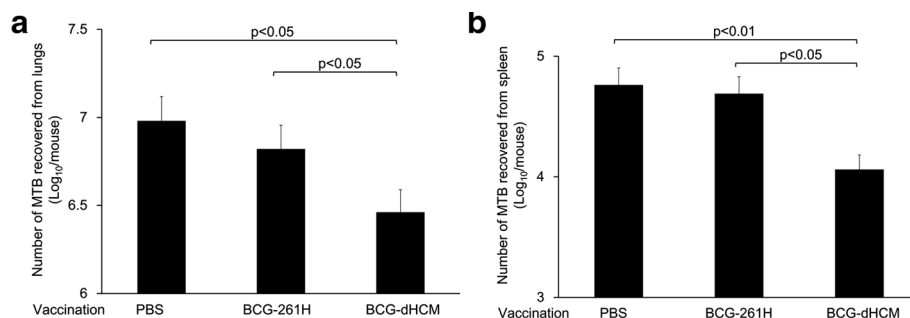 a
Number of MTB recovered from lungs
(Log10/mouse)
7.5
7
6.5
6
p<0.05
p<0.05
Vaccination PBS BCG-261H BCG-dHCM
b
Number of MTB recovered from spleen
(Log10/mouse)
5
4
3
p<0.01
p<0.05
Vaccination PBS BCG-261H BCG-dHCM